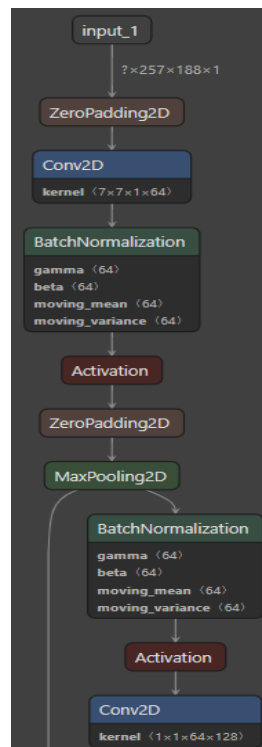 input_1
?×257×188×1
ZeroPadding2D
Conv2D
kernel ⟨7×7×1×64⟩
BatchNormalization
gamma ⟨64⟩
beta ⟨64⟩
moving_mean ⟨64⟩
moving_variance ⟨64⟩
Activation
ZeroPadding2D
MaxPooling2D
BatchNormalization
gamma ⟨64⟩
beta ⟨64⟩
moving_mean ⟨64⟩
moving_variance ⟨64⟩
Activation
Conv2D
kernel ⟨1×1×64×128⟩